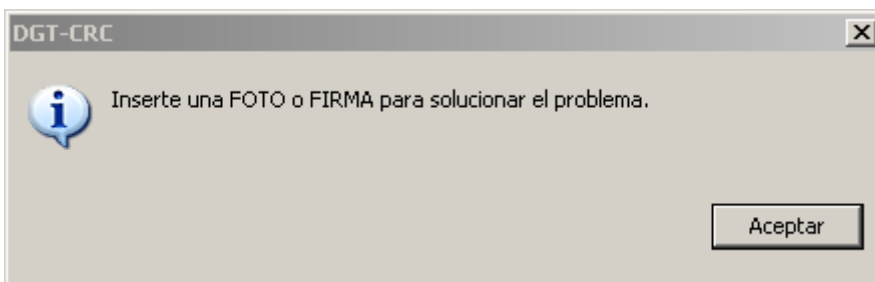 DGT-CRC
Inserte una FOTO o FIRMA para solucionar el problema.
Aceptar